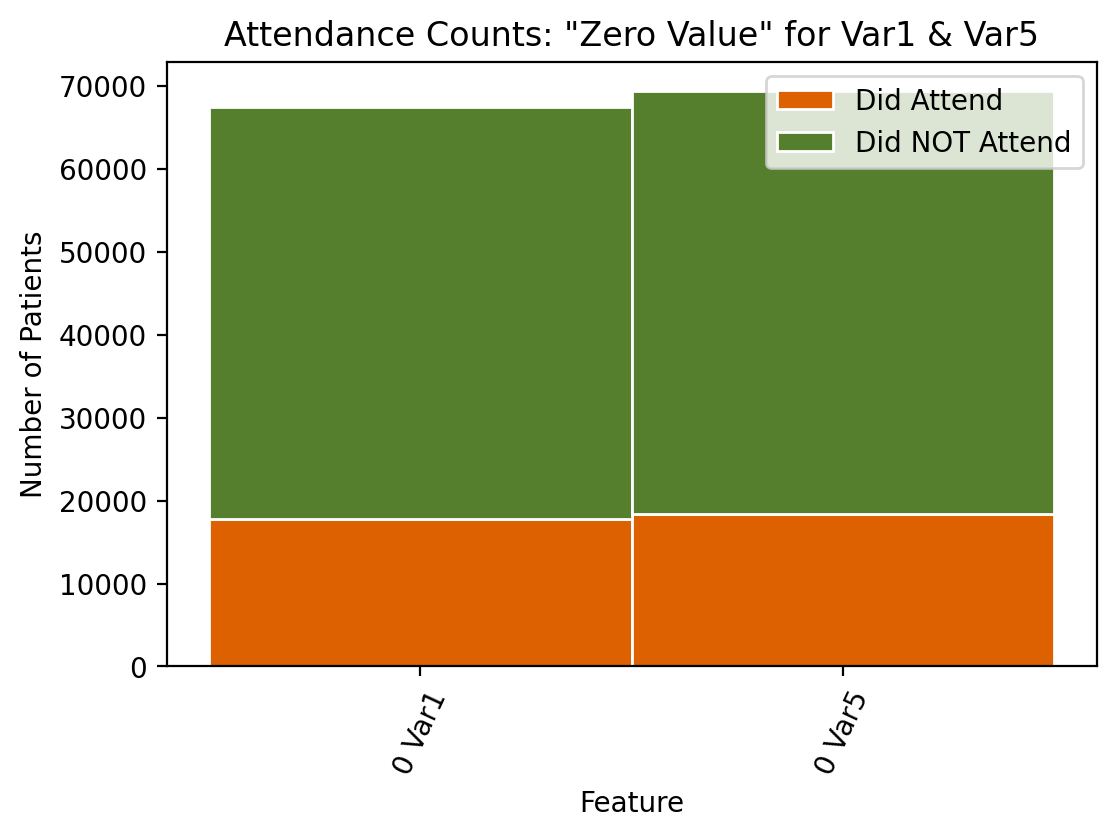 Attendance Counts: "Zero Value" for Var1 & Var5
70000
60000
50000
40000
30000
20000
10000
0
Number of Patients
Did Attend
Did NOT Attend
0 Var1
0 Var5
Feature